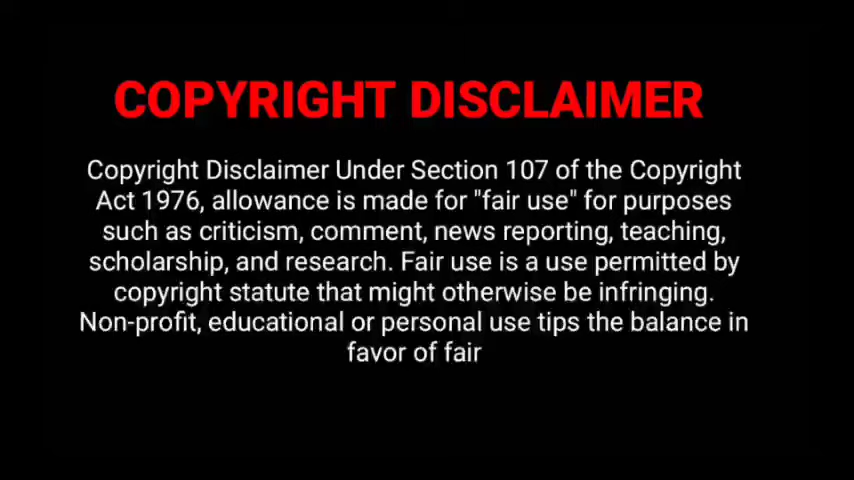 COPYRIGHT DISCLAIMER
Copyright Disclaimer Under Section 107 of the Copyright
Act 1976, allowance is made for "fair use" for purposes
such as criticism, comment, news reporting, teaching,
scholarship, and research. Fair use is a use permitted by
copyright statute that might otherwise be infringing.
Non-profit, educational or personal use tips the balance in
favor of fair